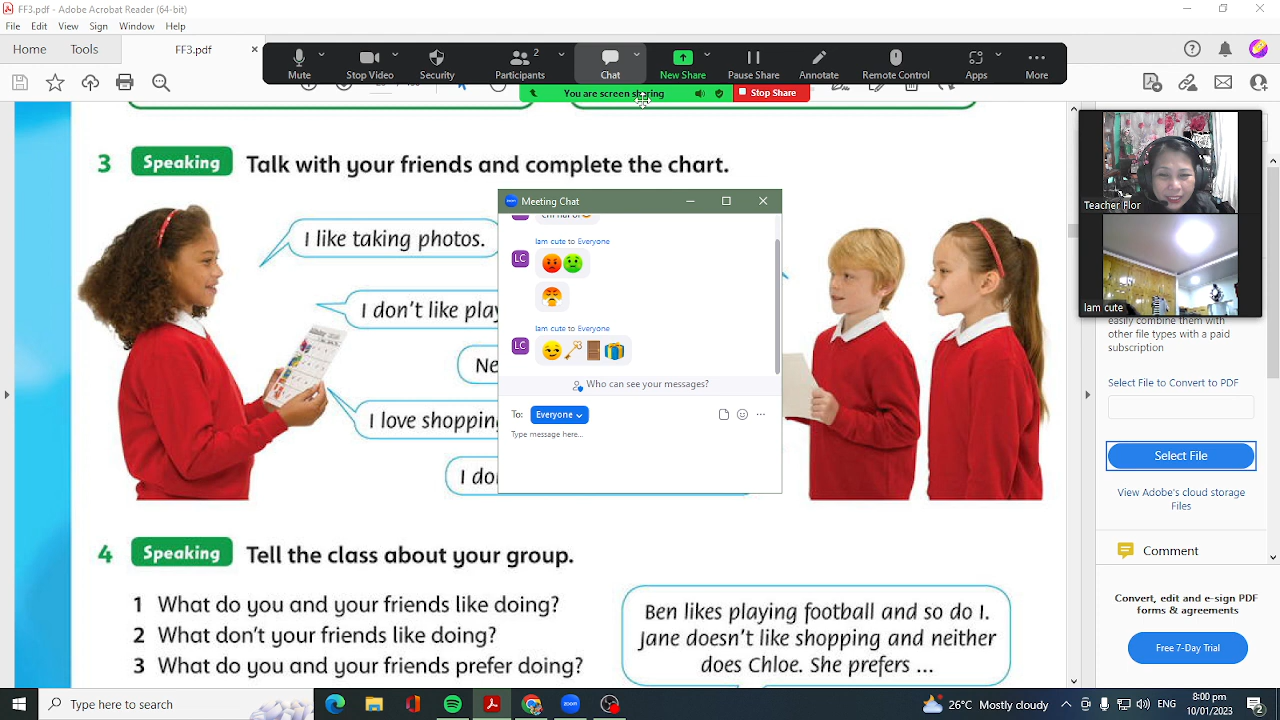 FF3.pdf - Adobe Acrobat Reader (64-bit)
File Edit View Sign Window Help
Home Tools FF3.pdf
Mute Stop Video Security Participants 2 Chat New Share Pause Share Annotate Remote Control Apps More
You are screen sharing Stop Share
3 Speaking Talk with your friends and complete the chart.
I like taking photos.
I don't like play
Ne
I love shopping
I do
Meeting Chat
Iam cute to Everyone
LC
Iam cute to Everyone
LC
Who can see your messages?
To: Everyone
Type message here...
4 Speaking Tell the class about your group.
1 What do you and your friends like doing?
2 What don't your friends like doing?
3 What do you and your friends prefer doing?
Ben likes playing football and so do I.
Jane doesn't like shopping and neither
does Chloe. She prefers ...
Teacher Flor
Iam cute
easily combine them with
other file types with a paid
subscription
Select File to Convert to PDF
Select File
View Adobe's cloud storage
Files
Comment
Convert, edit and e-sign PDF
forms & agreements
Free 7-Day Trial
Type here to search
zoom
26°C Mostly cloudy
ENG
8:00 pm
10/01/2023
2